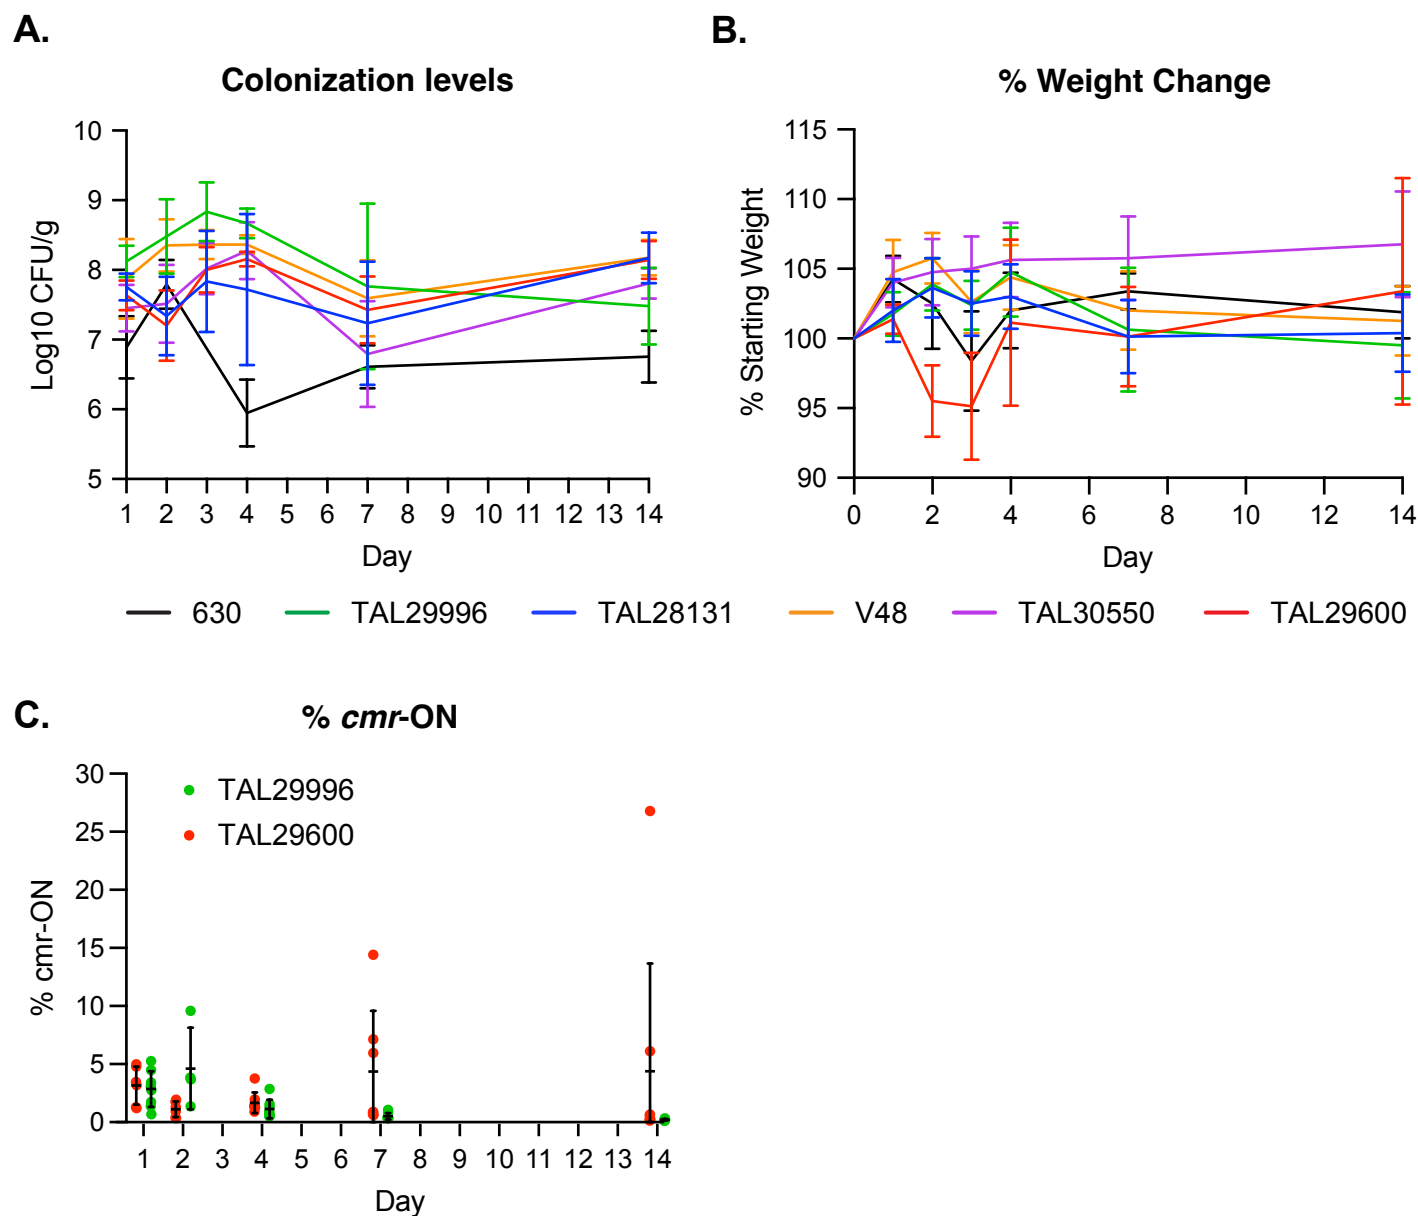 A.
Colonization levels
Log10 CFU/g
10
9
8
7
6
5
1 2 3 4 5 6 7 8 9 10 11 12 13 14
Day
B.
% Weight Change
% Starting Weight
115
110
105
100
95
90
0 2 4 6 8 10 12 14
Day
630 TAL29996 TAL28131 V48 TAL30550 TAL29600
C.
% cmr-ON
% cmr-ON
30
25
20
15
10
5
0
TAL29996
TAL29600
1 2 3 4 5 6 7 8 9 10 11 12 13 14
Day